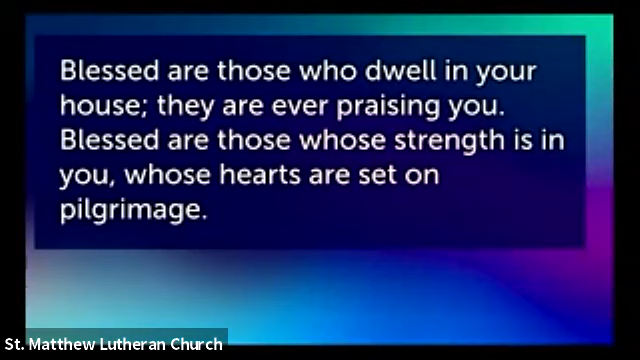 Blessed are those who dwell in your
house; they are ever praising you.
Blessed are those whose strength is in
you, whose hearts are set on
pilgrimage.
St. Matthew Lutheran Church